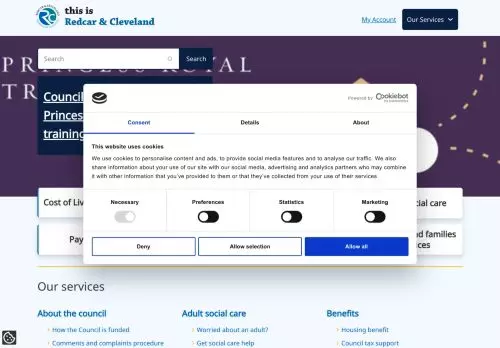 this is
Redcar & Cleveland
My Account
Our Services
Search
Search
PRINCESS ROYAL
TR
Council
Princes
training
Powered by Cookiebot
Consent
Details
About
This website uses cookies
We use cookies to personalise content and ads, to provide social media features and to analyse our traffic. We also
share information about your use of our site with our social media, advertising and analytics partners who may
combine it with other information that you've provided to them or that they've collected from your use of their services.
Necessary
Preferences
Statistics
Marketing
Deny
Allow selection
Allow all
Cost of Liv
ial care
Pay
nd families
ices
Our services
About the council
Adult social care
Benefits
How the Council is funded
Worried about an adult?
Housing benefit
Comments and complaints procedure
Get social care help
Council tax support